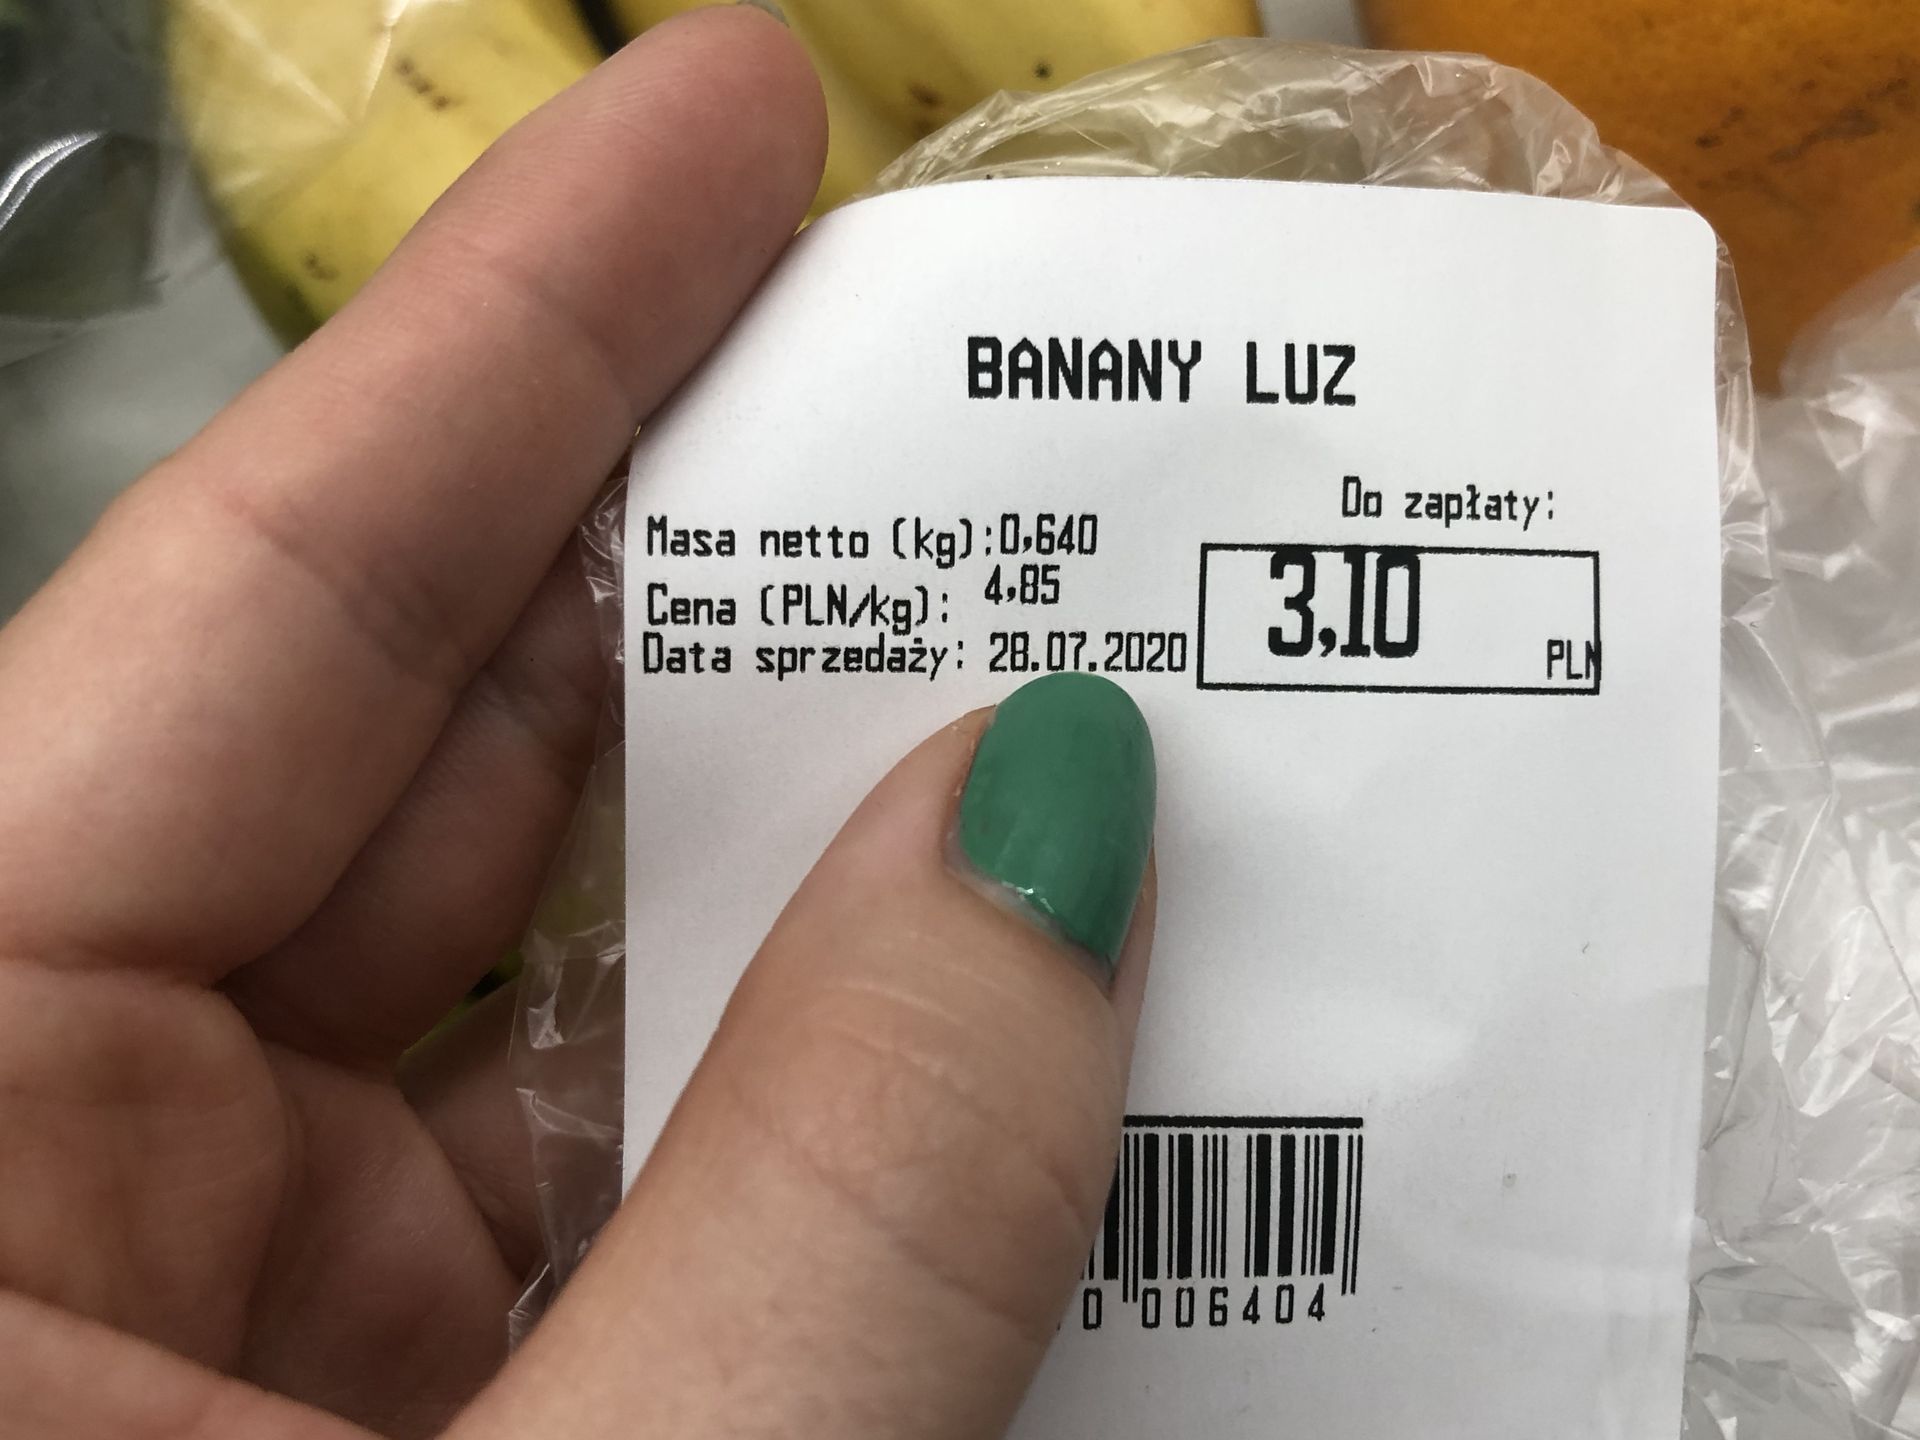 BANANY LUZ
Do zapłaty:
Masa netto (kg):0,640
Cena (PLN/kg): 4,85
3,10
Data sprzedaży: 28.07.2020
PLN
0 006404